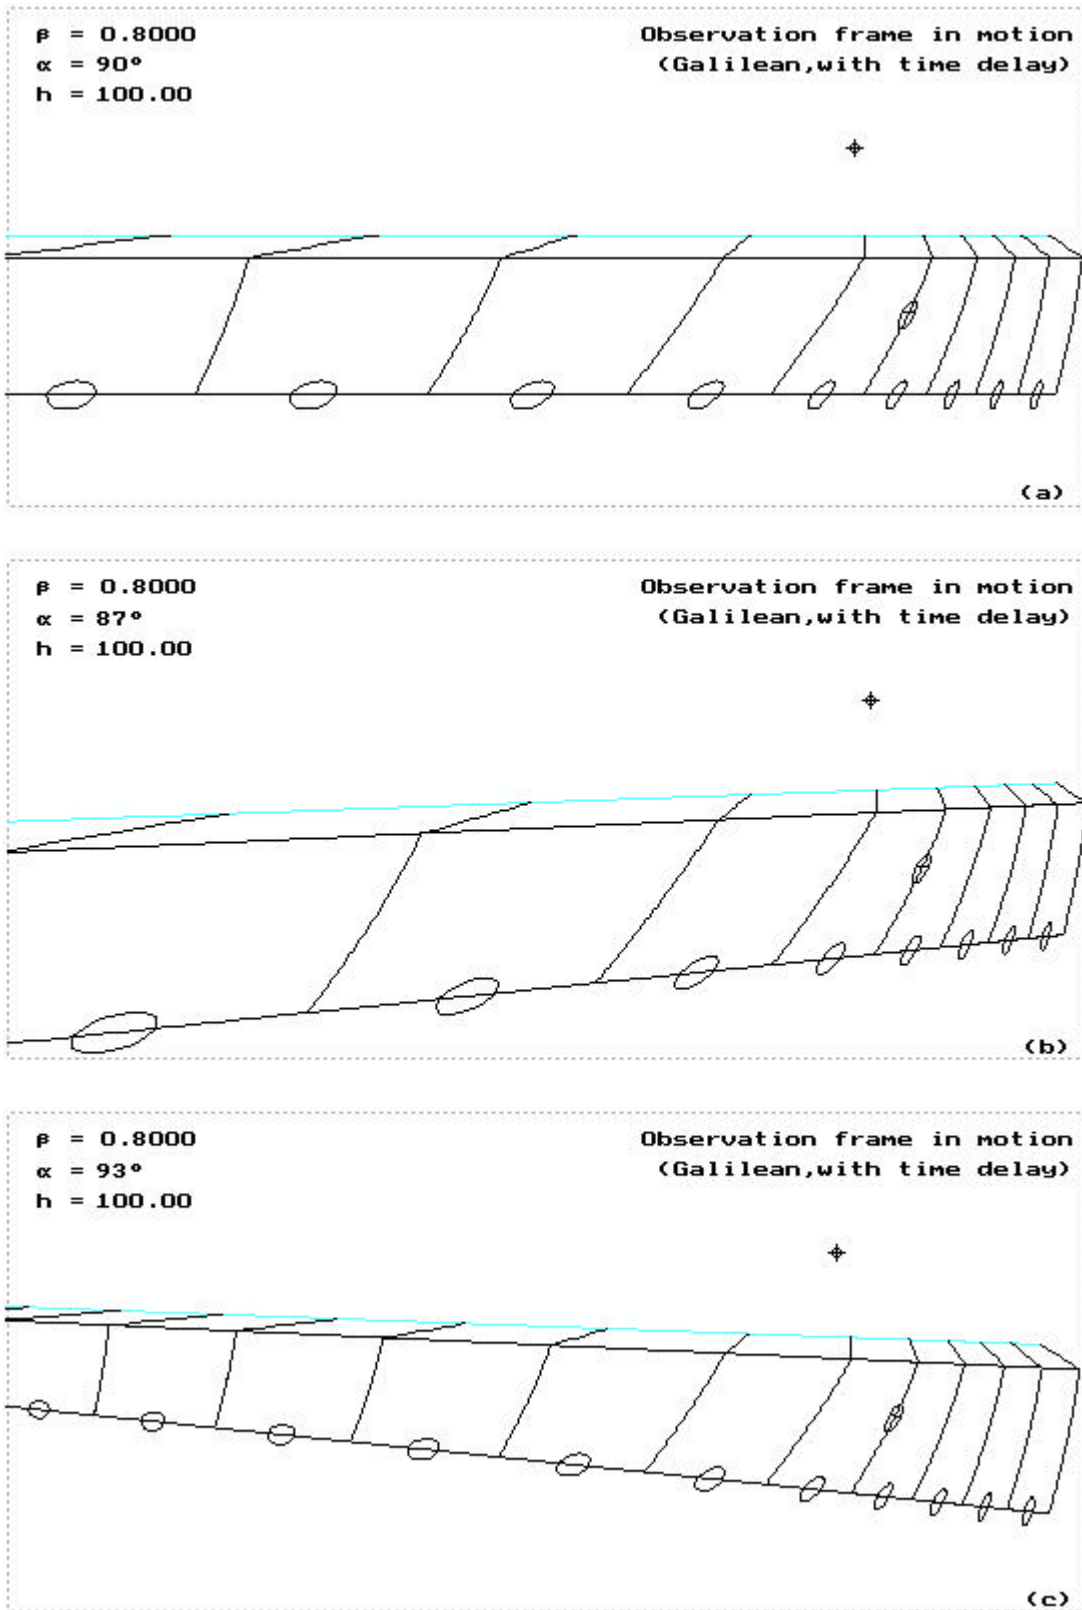 β = 0.8000
Observation frame in motion
α = 90°
(Galilean,with time delay)
h = 100.00
(a)
β = 0.8000
Observation frame in motion
α = 87°
(Galilean,with time delay)
h = 100.00
(b)
β = 0.8000
Observation frame in motion
α = 93°
(Galilean,with time delay)
h = 100.00
(c)